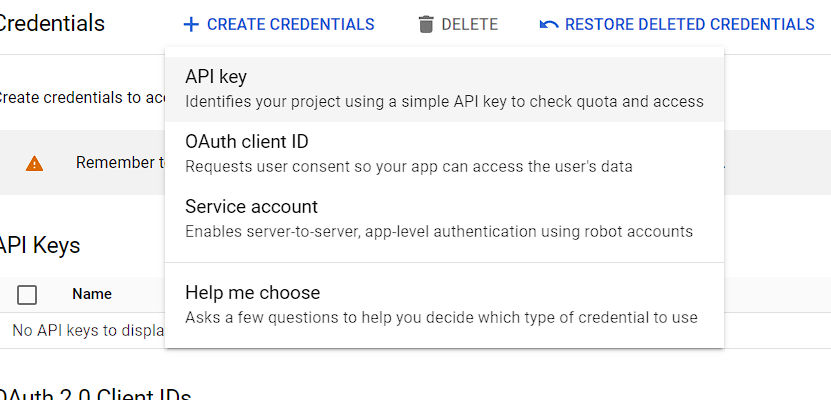 Credentials
+ CREATE CREDENTIALS
DELETE
RESTORE DELETED CREDENTIALS
API key
Identifies your project using a simple API key to check quota and access
Create credentials to
OAuth client ID
Remember
Requests user consent so your app can access the user's data
Service account
Enables server-to-server, app-level authentication using robot accounts
API Keys
Name
Help me choose
Asks a few questions to help you decide which type of credential to use
No API keys to
OAuth 2.0 Client IDs